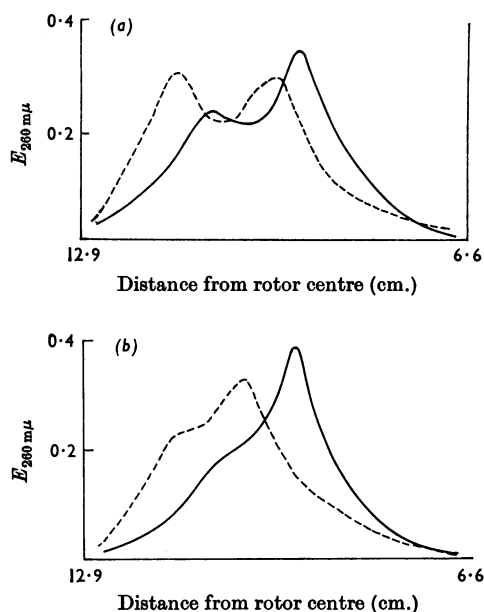 0·4
(a)
E260 mμ
0·2
12·9
6·6
Distance from rotor centre (cm.)
0·4
(b)
E260 mμ
0·2
12·9
6·6
Distance from rotor centre (cm.)